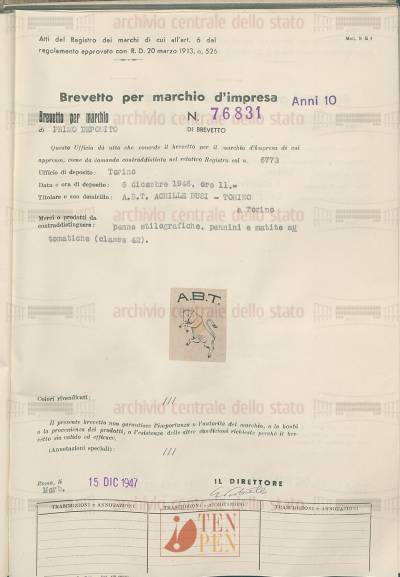 Atti del Registro dei marchi di cui all'art. 6 del
regolamento approvato con R. D. 20 marzo 1913, n. 526
Brevetto per marchio d'impresa Anni 10
Brevetto per marchio
di PRIMO DEPOSITO
N. 76831
DI BREVETTO
Questo Ufficio dà atto che concede il brevetto per il marchio d'Impresa di cui
appresso, come da domanda contraddistinta nel relativo Registro col n. 6773
Ufficio di deposito: Torino
Data e ora di deposito: 6 dicembre 1946, ore 11.=
Titolare e suo domicilio: A.B.T. ACHILLE BUSI - TORINO
a Torino
Merci o prodotti da
contraddistinguere:
penne stilografiche, pennini e matite au
tomatiche (classe 42).
A.B.T.
Colori rivendicati: ///
Il presente brevetto non garantisce l'importanza o l'autorità del marchio, o la bontà
o la provenienza dei prodotti, o l'esistenza delle altre condizioni richieste perchè il bre-
vetto sia valido ed efficace.
(Annotazioni speciali): ///
Roma, lì 15 DIC 1947
IL DIRETTORE
TRASCRIZIONI e ANNOTAZIONI
TRASCRIZIONI e ANNOTAZIONI
TRASCRIZIONI e ANNOTAZIONI
archivio centrale dello stato
archivio centrale dello stato
archivio centrale dello stato
archivio centrale dello stato
archivio centrale dello stato
TEN
PEN